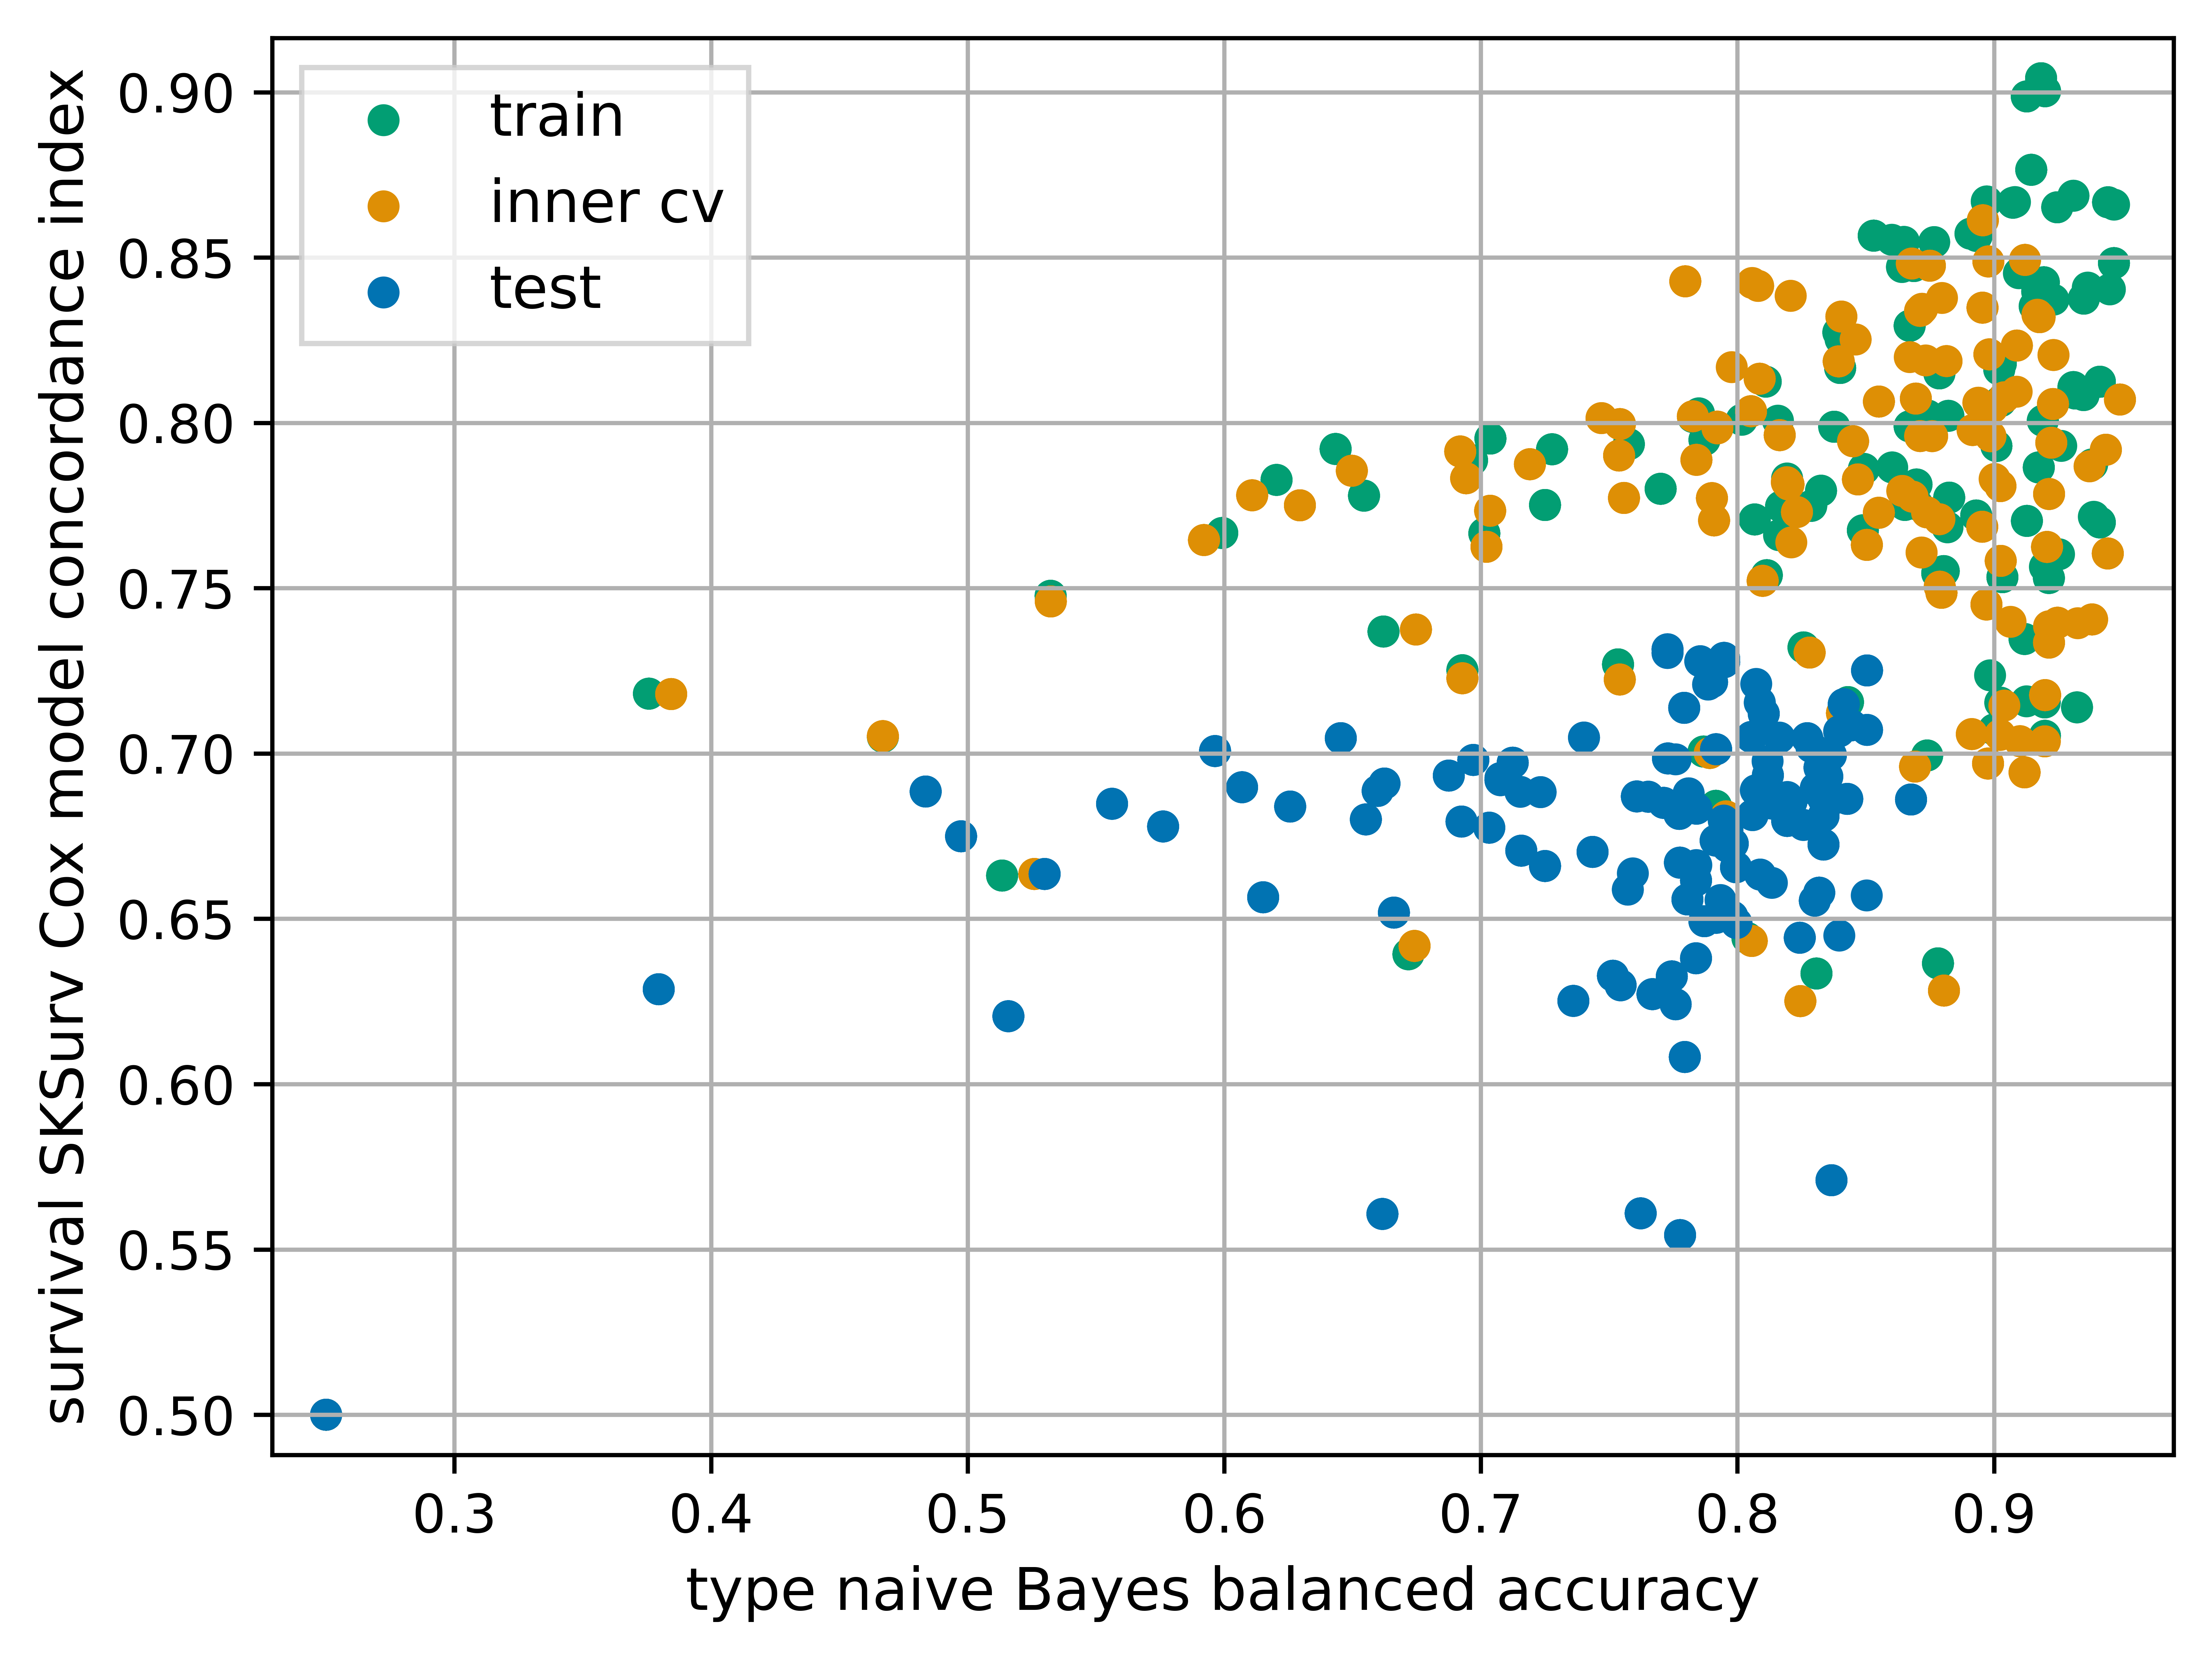 survival SKSurv Cox model concordance index
0.90
0.85
0.80
0.75
0.70
0.65
0.60
0.55
0.50
train
inner cv
test
0.3 0.4 0.5 0.6 0.7 0.8 0.9
type naive Bayes balanced accuracy